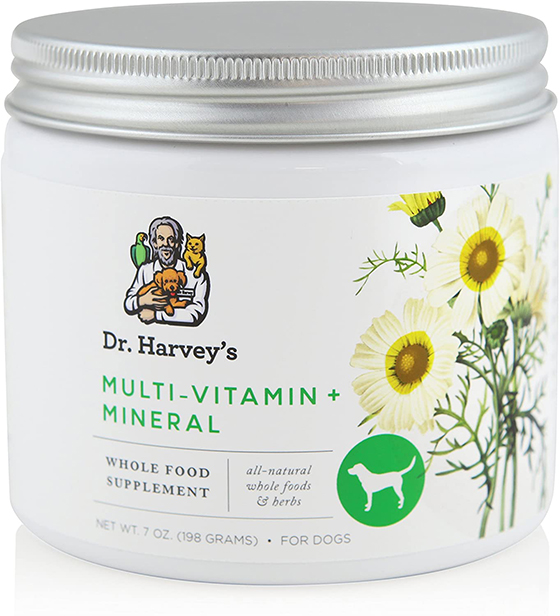 Dr. Harvey's
MULTI-VITAMIN +
MINERAL
WHOLE FOOD
SUPPLEMENT
all-natural
whole foods
& herbs
NET WT. 7 OZ. (198 GRAMS) • FOR DOGS